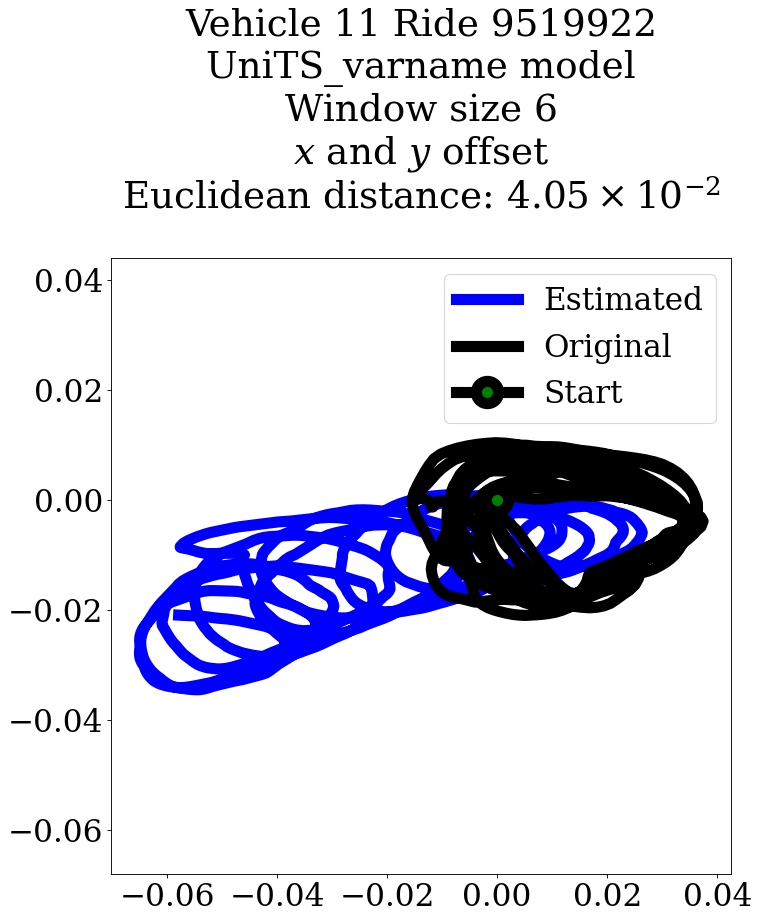 Vehicle 11 Ride 9519922
UniTS_varname model
Window size 6
x and y offset
Euclidean distance: 4.05 × 10⁻²
Estimated
Original
Start
0.04
0.02
0.00
−0.02
−0.04
−0.06
−0.06 −0.04 −0.02 0.00 0.02 0.04